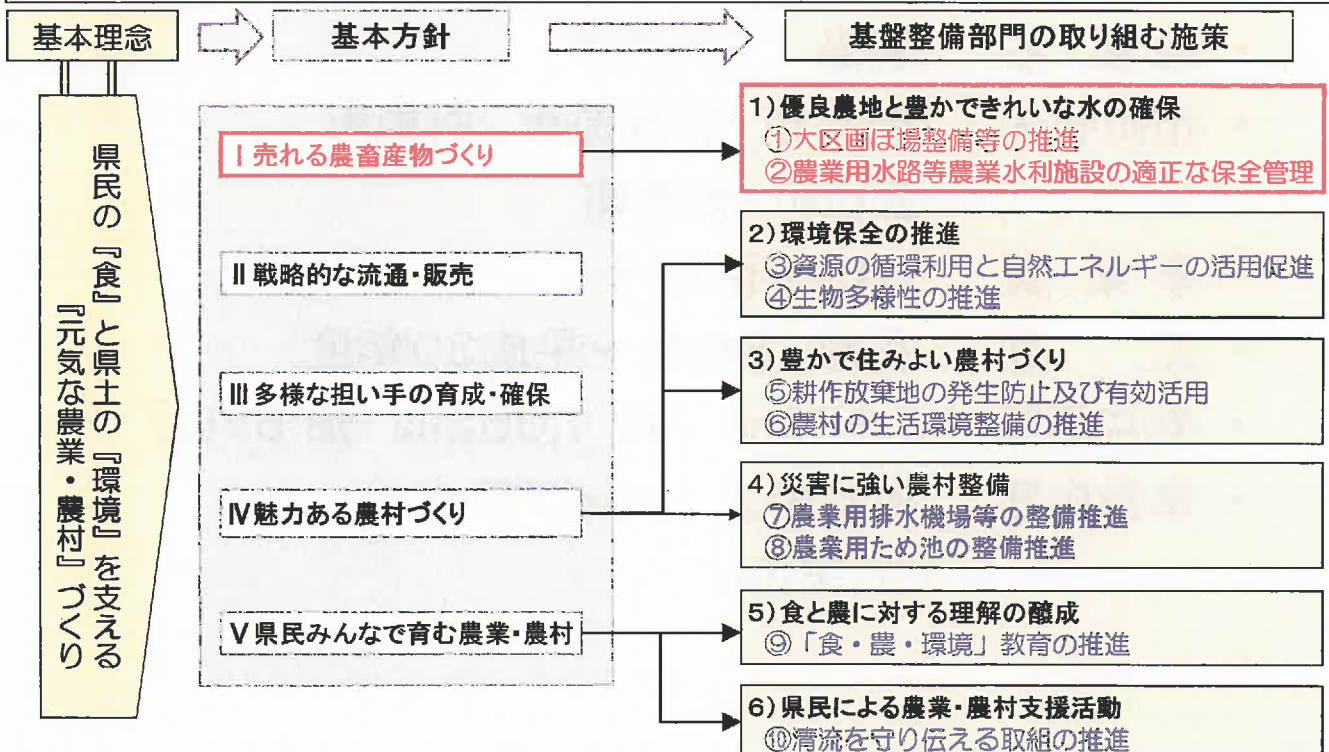 基本理念
基本方針
基盤整備部門の取り組む施策
県民の『食』と県土の『環境』を支える
『元気な農業・農村』づくり
Ⅰ売れる農畜産物づくり
Ⅱ戦略的な流通・販売
Ⅲ多様な担い手の育成・確保
Ⅳ魅力ある農村づくり
Ⅴ県民みんなで育む農業・農村
1)優良農地と豊かできれいな水の確保
①大区画ほ場整備等の推進
②農業用水路等農業水利施設の適正な保全管理
2)環境保全の推進
③資源の循環利用と自然エネルギーの活用促進
④生物多様性の推進
3)豊かで住みよい農村づくり
⑤耕作放棄地の発生防止及び有効活用
⑥農村の生活環境整備の推進
4)災害に強い農村整備
⑦農業用排水機場等の整備推進
⑧農業用ため池の整備推進
5)食と農に対する理解の醸成
⑨「食・農・環境」教育の推進
6)県民による農業・農村支援活動
⑩清流を守り伝える取組の推進